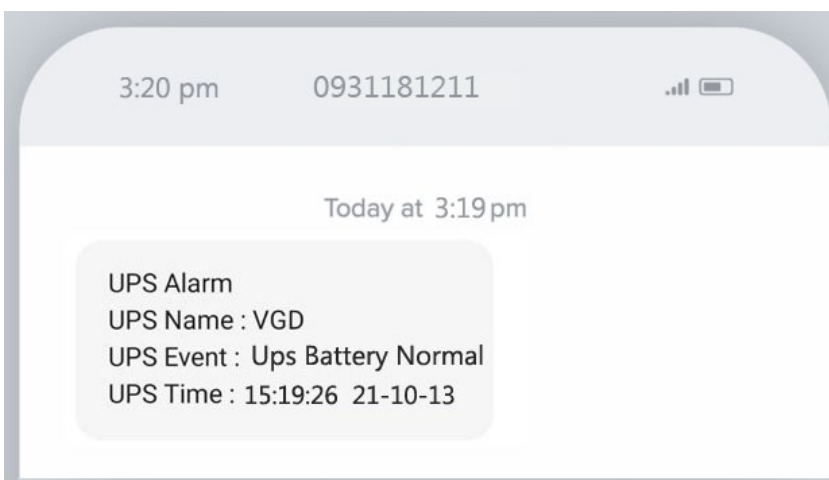 3:20 pm 0931181211
Today at 3:19 pm
UPS Alarm
UPS Name : VGD
UPS Event : Ups Battery Normal
UPS Time : 15:19:26 21-10-13